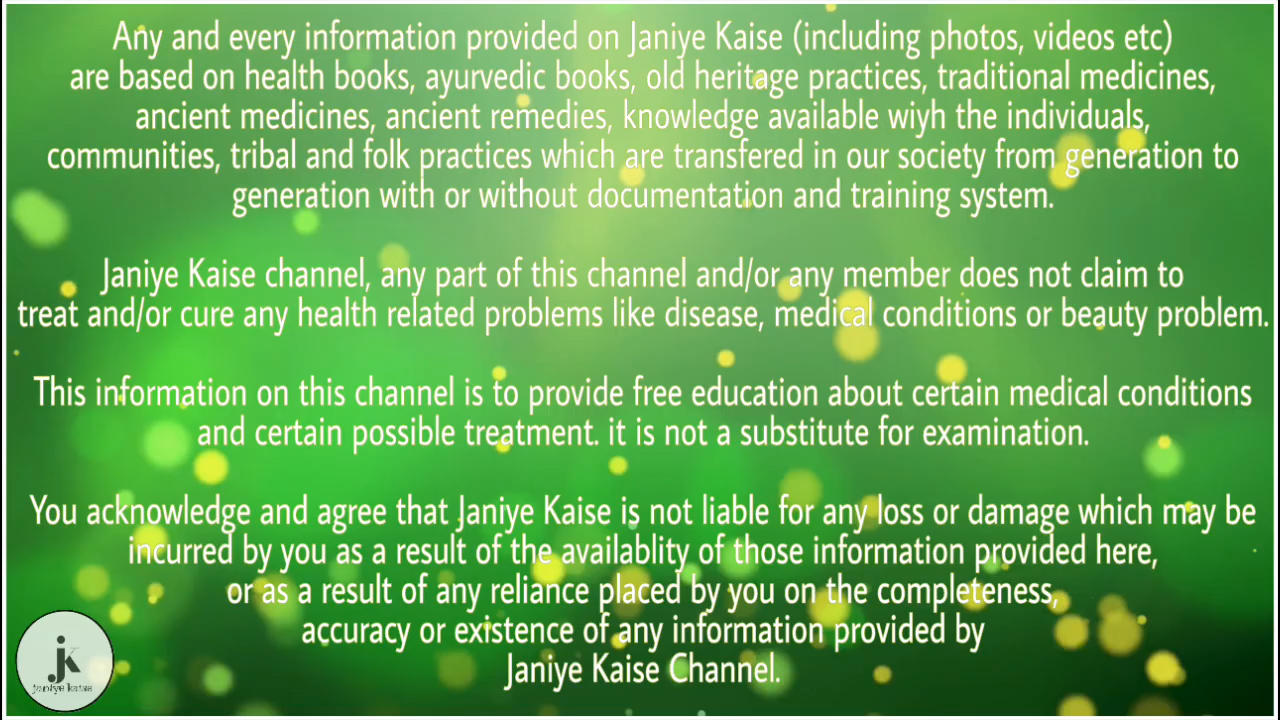 Any and every information provided on Janiye Kaise (including photos, videos etc)
are based on health books, ayurvedic books, old heritage practices, traditional medicines,
ancient medicines, ancient remedies, knowledge available wiyh the individuals,
communities, tribal and folk practices which are transfered in our society from generation to
generation with or without documentation and training system.
Janiye Kaise channel, any part of this channel and/or any member does not claim to
treat and/or cure any health related problems like disease, medical conditions or beauty problem.
This information on this channel is to provide free education about certain medical conditions
and certain possible treatment. it is not a substitute for examination.
You acknowledge and agree that Janiye Kaise is not liable for any loss or damage which may be
incurred by you as a result of the availablity of those information provided here,
or as a result of any reliance placed by you on the completeness,
accuracy or existence of any information provided by
Janiye Kaise Channel.
jk
janiye kaise